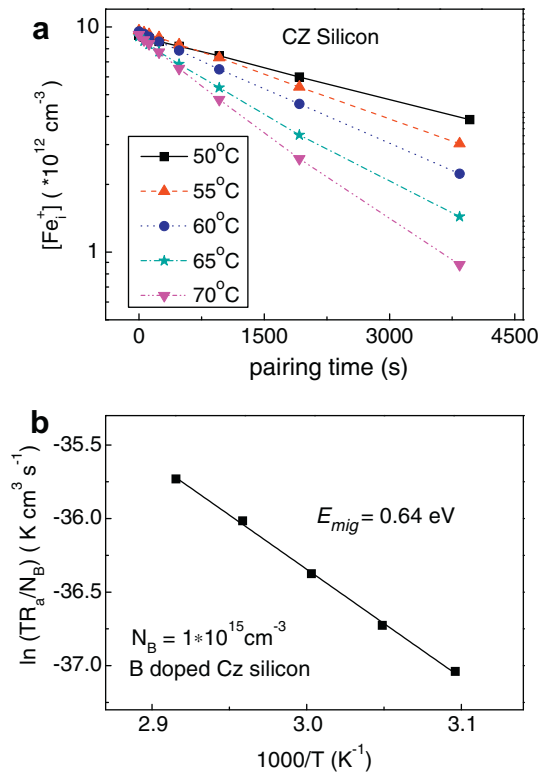 a
CZ Silicon
10
1
[Fe_i^+] ( *10^12 cm^-3)
50°C
55°C
60°C
65°C
70°C
0 1500 3000 4500
pairing time (s)
b
-35.5
-36.0
-36.5
-37.0
ln (TR_a/N_B) ( K cm^3 s^-1)
E_mig = 0.64 eV
N_B = 1*10^15cm^-3
B doped Cz silicon
2.9 3.0 3.1
1000/T (K^-1)